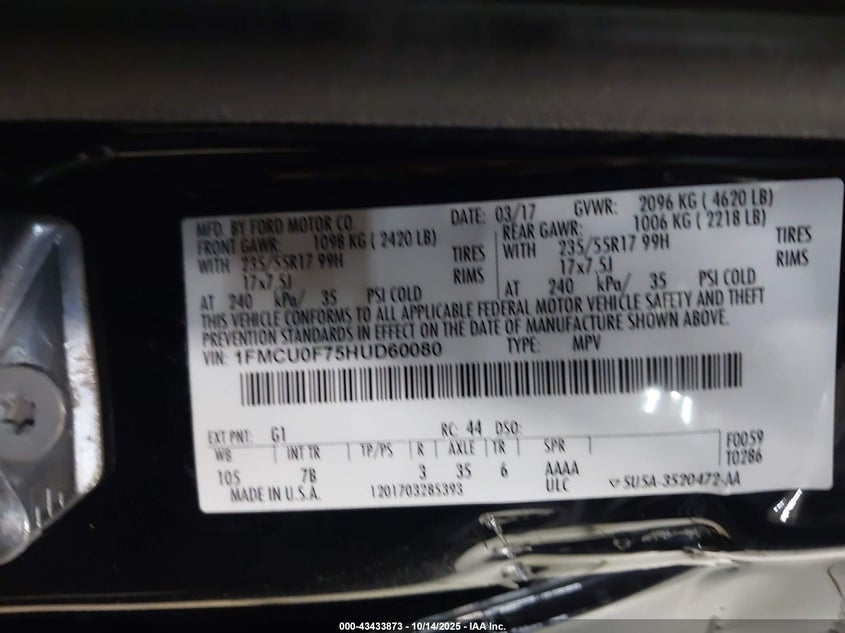 MFD. BY FORD MOTOR CO. DATE: 03/17 GVWR: 2096 KG ( 4620 LB)
FRONT GAWR: 1098 KG ( 2420 LB) REAR GAWR: 1006 KG ( 2218 LB)
WITH 235/55R17 99H TIRES WITH 235/55R17 99H TIRES
17x7.5J RIMS 17x7.5J RIMS
AT 240 kPa/ 35 PSI COLD AT 240 kPa/ 35 PSI COLD
THIS VEHICLE CONFORMS TO ALL APPLICABLE FEDERAL MOTOR VEHICLE SAFETY AND THEFT
PREVENTION STANDARDS IN EFFECT ON THE DATE OF MANUFACTURE SHOWN ABOVE.
VIN: 1FMCU0F75HUD60080 TYPE: MPV
EXT PNT: G1 RC: 44 DSO: F0059
WB INT TR TP/PS R AXLE TR SPR T0286
105 7B 3 35 6 AAAA
MADE IN U.S.A. 1201703285393 ULC 5U5A-3520472-AA
000-43433873 - 10/14/2025 - IAA Inc.